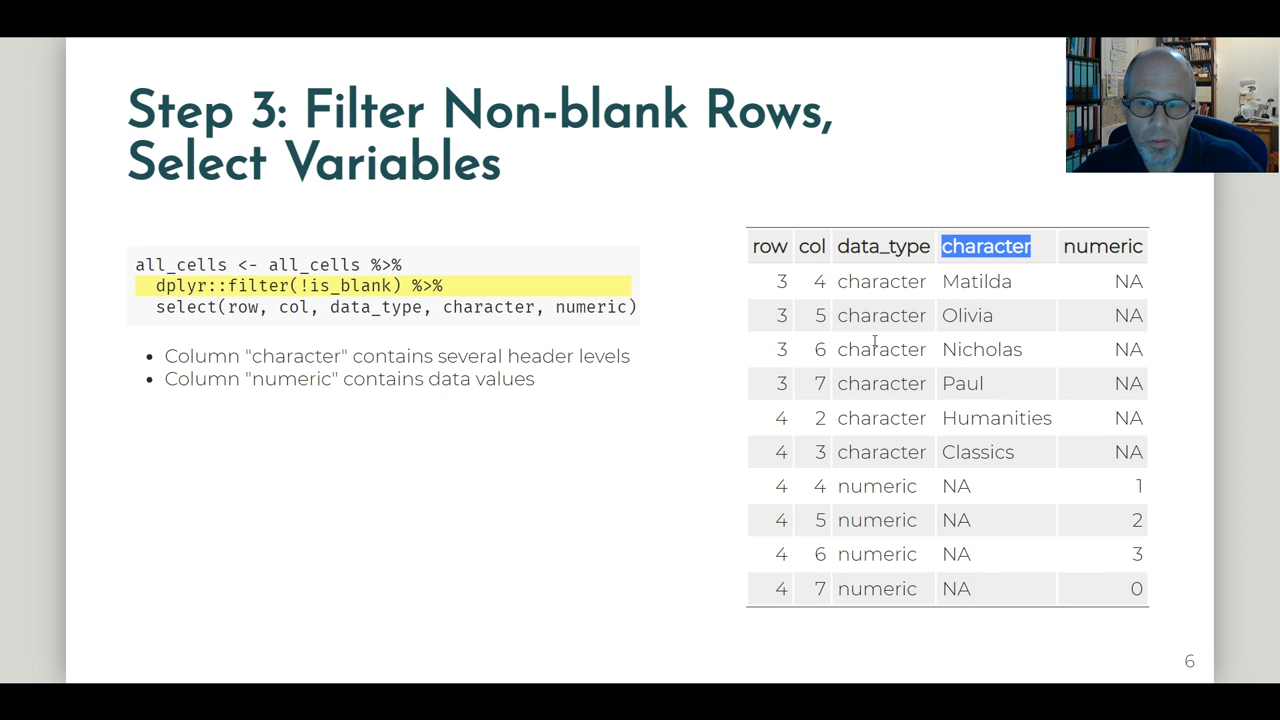 Step 3: Filter Non-blank Rows,
Select Variables
all_cells <- all_cells %>%
dplyr::filter(!is_blank) %>%
select(row, col, data_type, character, numeric)
• Column "character" contains several header levels
• Column "numeric" contains data values
row col data_type character numeric
3 4 character Matilda NA
3 5 character Olivia NA
3 6 character Nicholas NA
3 7 character Paul NA
4 2 character Humanities NA
4 3 character Classics NA
4 4 numeric NA 1
4 5 numeric NA 2
4 6 numeric NA 3
4 7 numeric NA 0
6